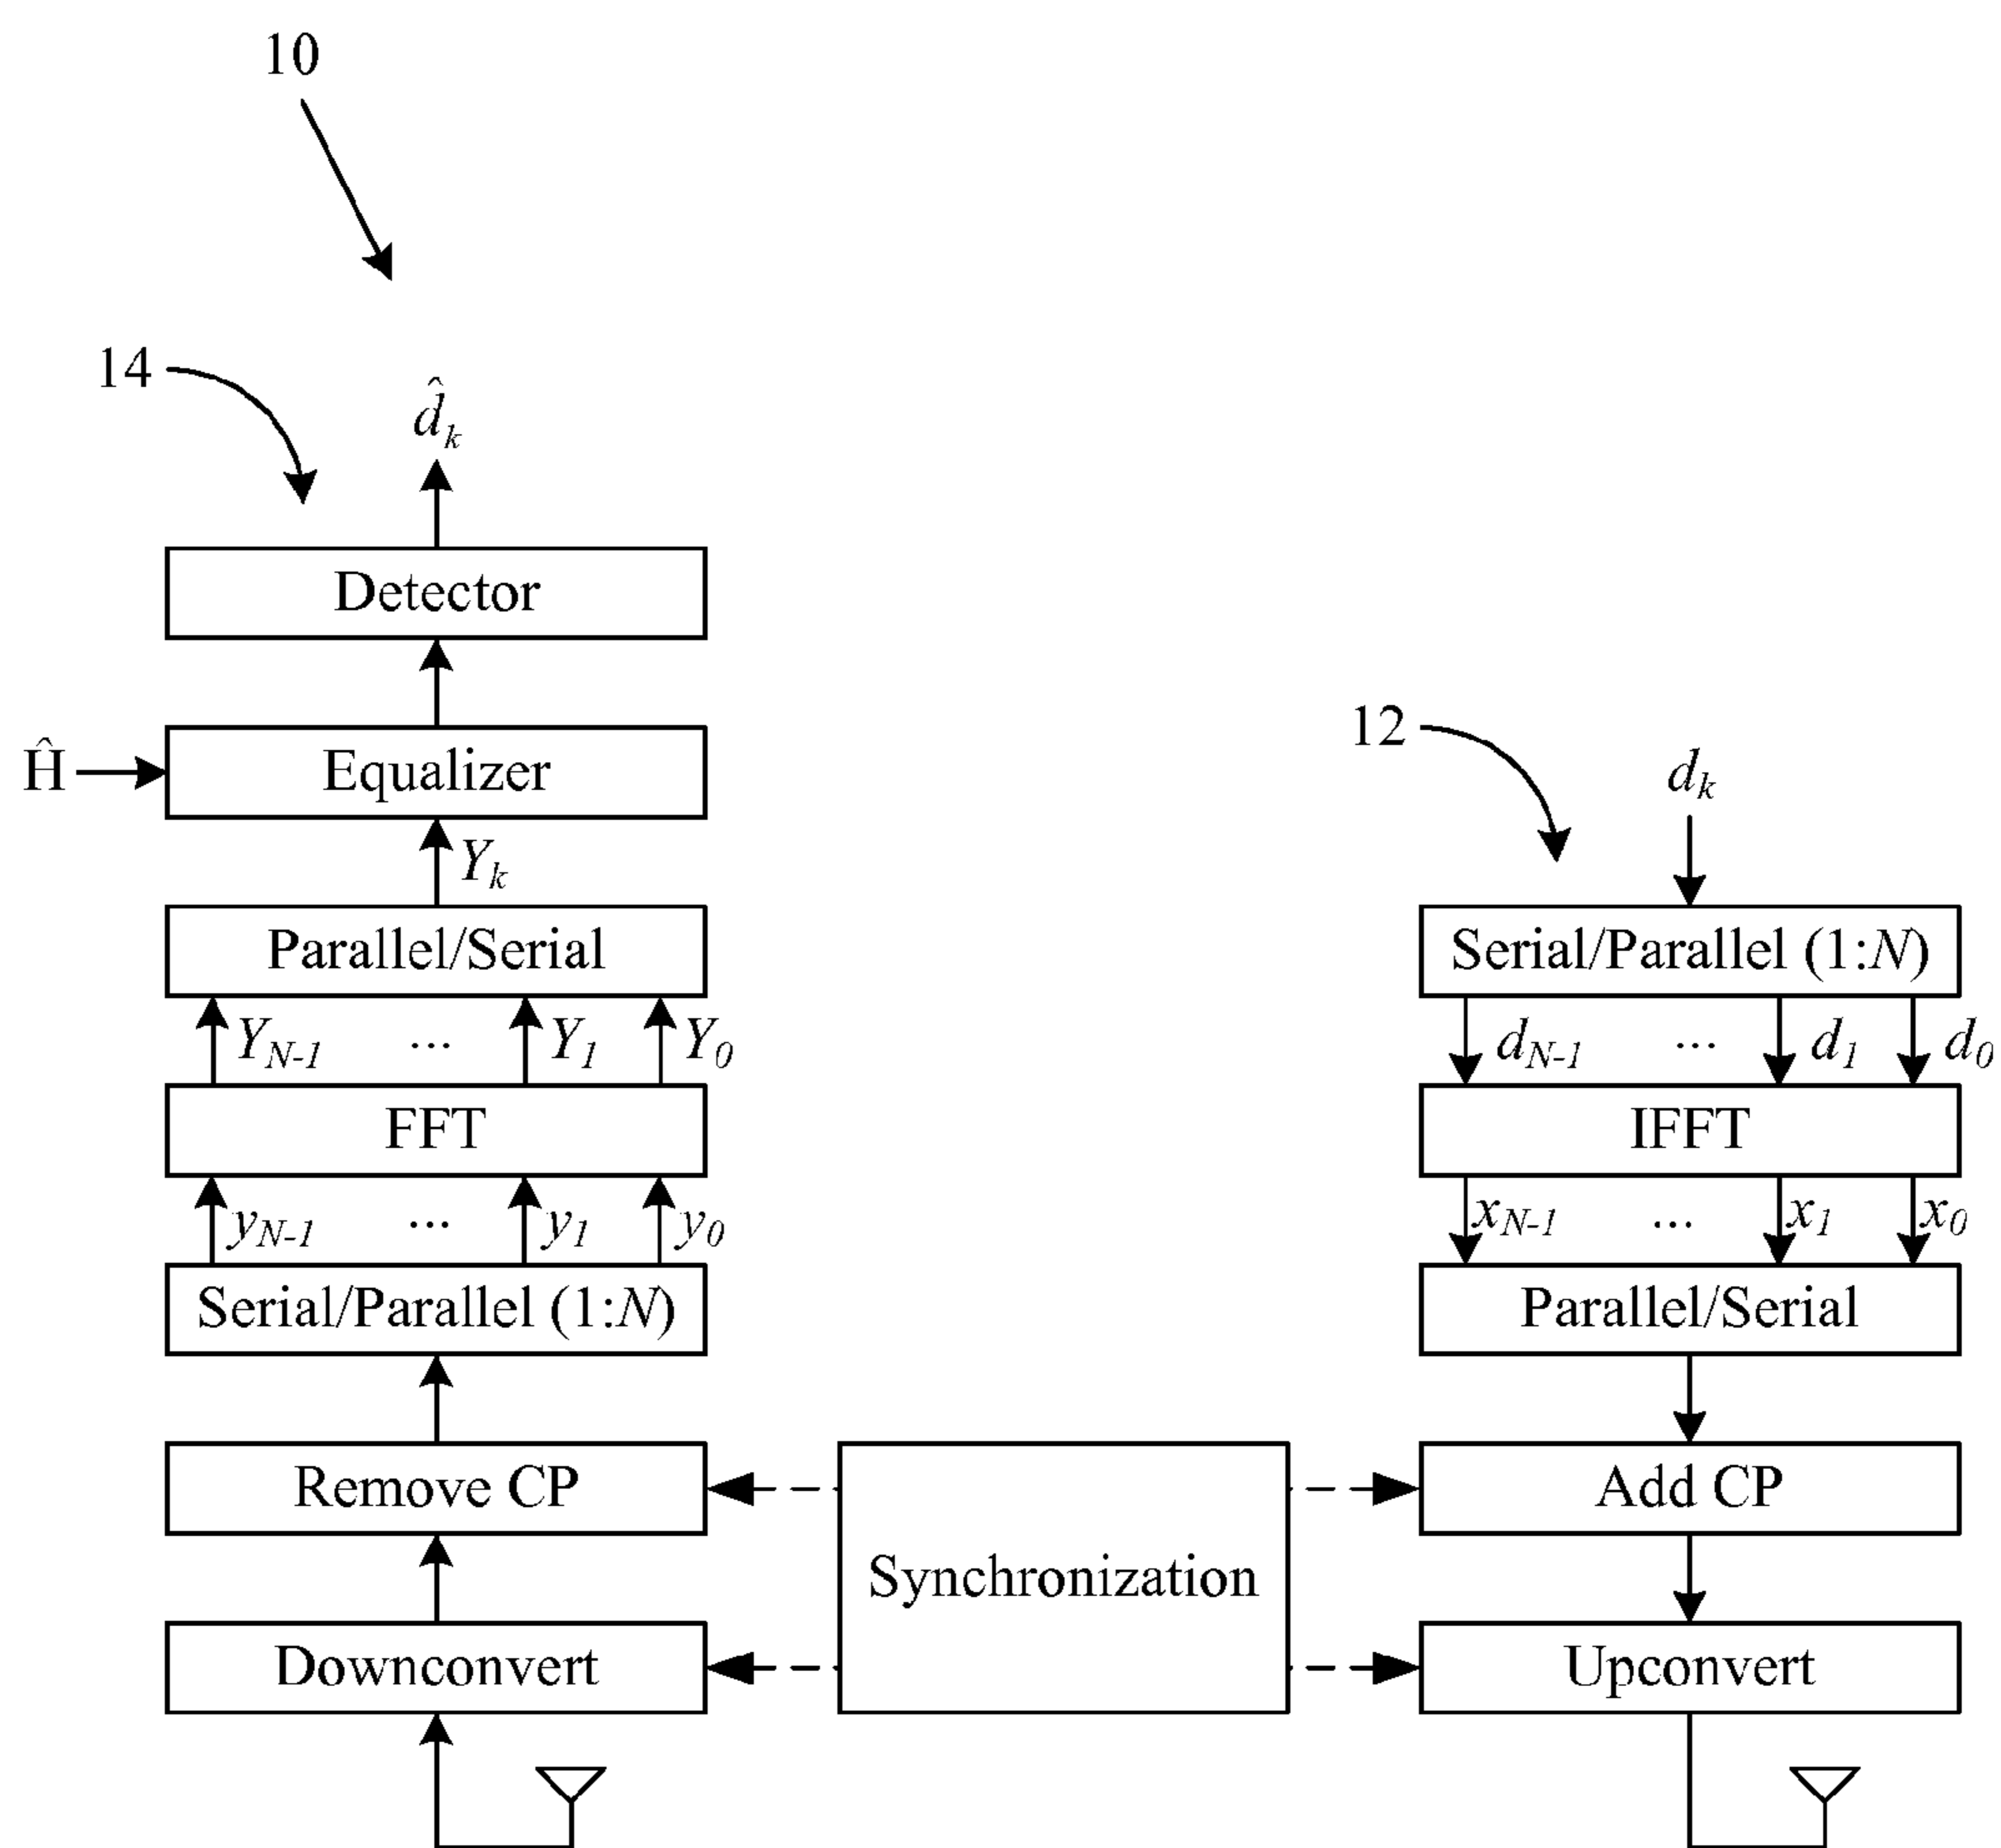 10
14
d̂k
Detector
Ĥ
Equalizer
Yk
Parallel/Serial
YN-1 ... Y1 Y0
FFT
yN-1 ... y1 y0
Serial/Parallel (1:N)
Remove CP
Downconvert
Synchronization
12
dk
Serial/Parallel (1:N)
dN-1 ... d1 d0
IFFT
xN-1 ... x1 x0
Parallel/Serial
Add CP
Upconvert